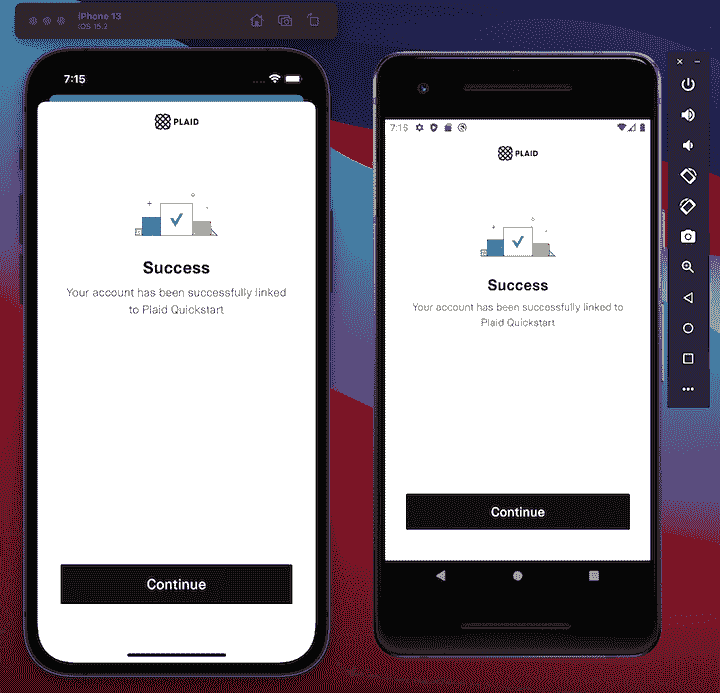 iPhone 13
iOS 15.2
7:15
PLAID
Success
Your account has been successfully linked
to Plaid Quickstart
Continue
7:15
PLAID
Success
Your account has been successfully linked to
Plaid Quickstart
Continue